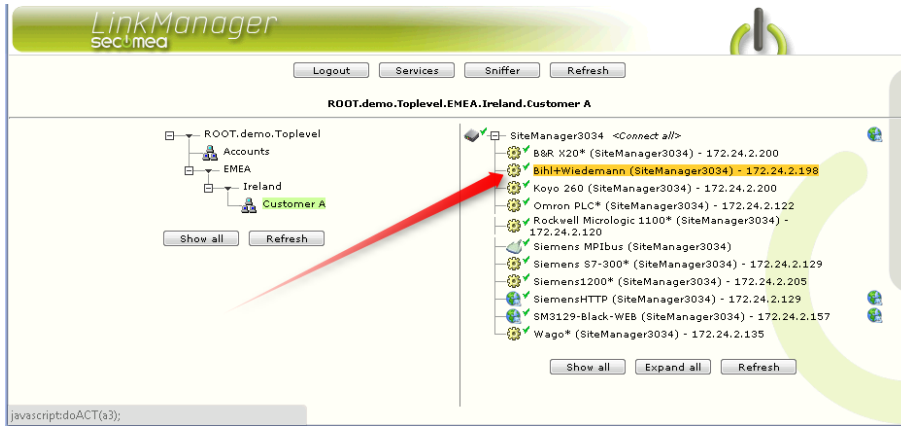 LinkManager
secomea
Logout Services Sniffer Refresh
ROOT.demo.Toplevel.EMEA.Ireland.Customer A
ROOT.demo.Toplevel
Accounts
EMEA
Ireland
Customer A
Show all Refresh
SiteManager3034 <Connect all>
B&R X20* (SiteManager3034) - 172.24.2.200
Bihl+Wiedemann (SiteManager3034) - 172.24.2.198
Koyo 260 (SiteManager3034) - 172.24.2.200
Omron PLC* (SiteManager3034) - 172.24.2.122
Rockwell Micrologic 1100* (SiteManager3034) -
172.24.2.120
Siemens MPIbus (SiteManager3034)
Siemens S7-300* (SiteManager3034) - 172.24.2.129
Siemens1200* (SiteManager3034) - 172.24.2.205
SiemensHTTP (SiteManager3034) - 172.24.2.129
SM3129-Black-WEB (SiteManager3034) - 172.24.2.157
Wago* (SiteManager3034) - 172.24.2.135
Show all Expand all Refresh
javascript:doACT(a3);